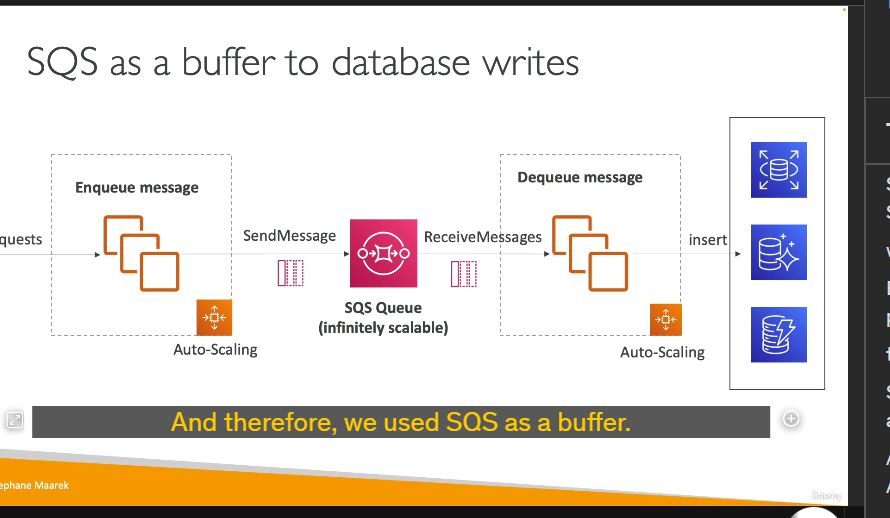 SQS as a buffer to database writes
Enqueue message
Dequeue message
quests
SendMessage
ReceiveMessages
insert
SQS Queue
(infinitely scalable)
Auto-Scaling
Auto-Scaling
And therefore, we used SQS as a buffer.
ephane Maarek
Udemy